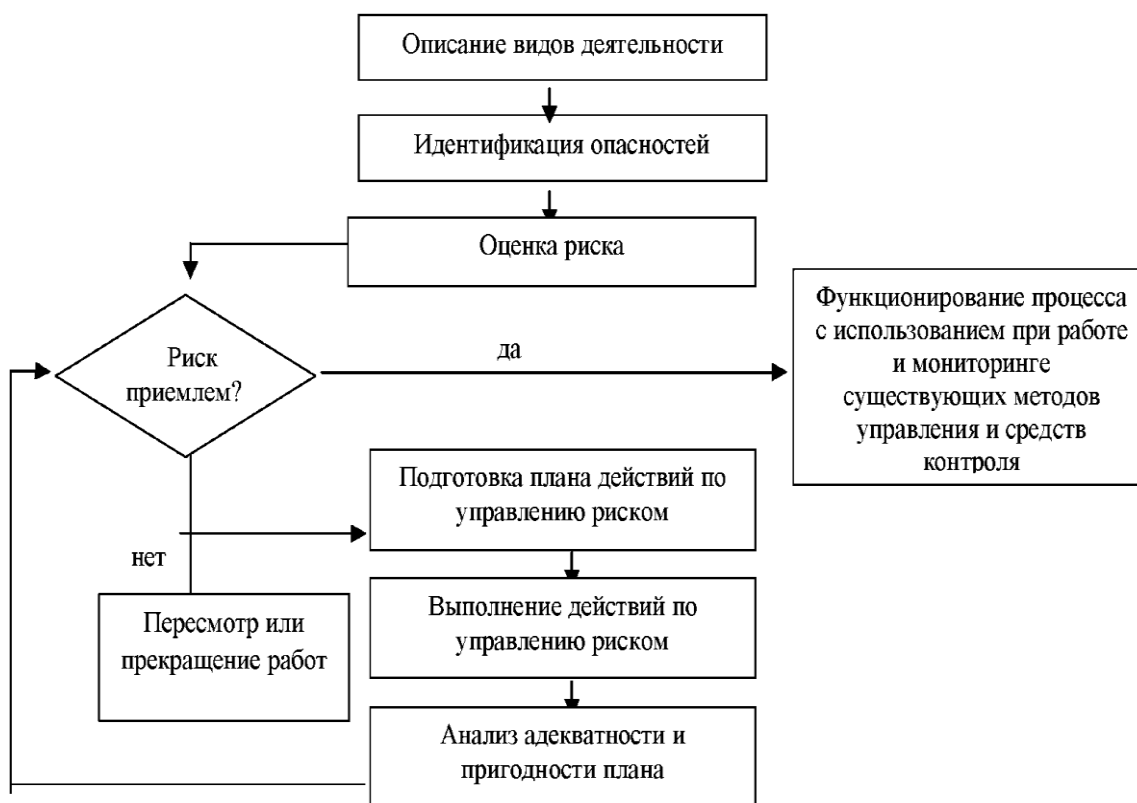 Описание видов деятельности
Идентификация опасностей
Оценка риска
Риск
приемлем?
да
Функционирование процесса
с использованием при работе
и мониторинге
существующих методов
управления и средств
контроля
нет
Подготовка плана действий по
управлению риском
Пересмотр или
прекращение работ
Выполнение действий по
управлению риском
Анализ адекватности и
пригодности плана